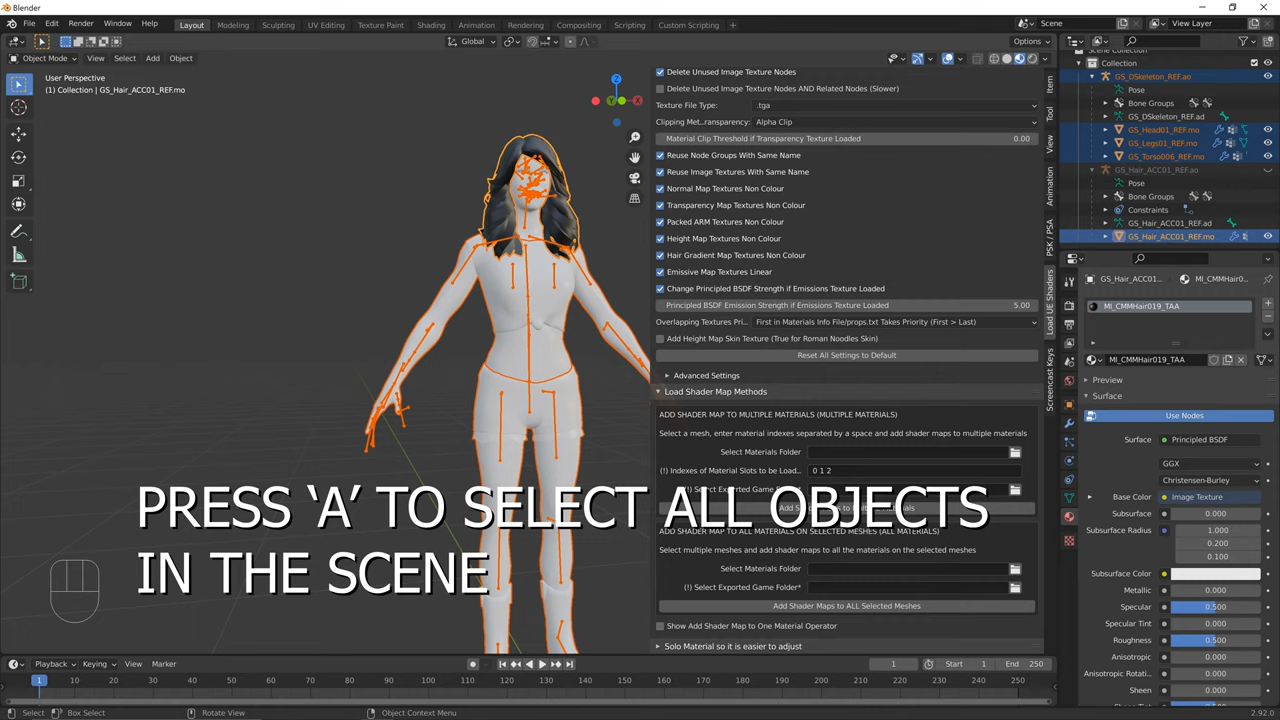 Blender
File Edit Render Window Help Layout Modeling Sculpting UV Editing Texture Paint Shading Animation Rendering Compositing Scripting Custom Scripting + Scene View Layer
Global Options
Object Mode View Select Add Object
User Perspective
(1) Collection | GS_Hair_ACC01_REF.mo
Z
X
Delete Unused Image Texture Nodes
Delete Unused Image Texture Nodes AND Related Nodes (Slower)
Texture File Type: .tga
Clipping Met...ransparency: Alpha Clip
Material Clip Threshold if Transparency Texture Loaded 0.00
Reuse Node Groups With Same Name
Reuse Image Textures With Same Name
Normal Map Textures Non Colour
Transparency Map Textures Non Colour
Packed ARM Textures Non Colour
Height Map Textures Non Colour
Hair Gradient Map Textures Non Colour
Emissive Map Textures Linear
Change Principled BSDF Strength if Emissions Texture Loaded
Principled BSDF Emission Strength if Emissions Texture Loaded 5.00
Overlapping Textures Pri... First in Materials Info File/props.txt Takes Priority (First > Last)
Add Height Map Skin Texture (True for Roman Noodles Skin)
Reset All Settings to Default
Advanced Settings
Load Shader Map Methods
ADD SHADER MAP TO MULTIPLE MATERIALS (MULTIPLE MATERIALS)
Select a mesh, enter material indexes separated by a space and add shader maps to multiple materials
Select Materials Folder
(!) Indexes of Material Slots to be Load... 0 1 2
(!) Select Exported Game Folder*
ADD SHADER MAP TO ALL MATERIALS ON SELECTED MESHES (ALL MATERIALS)
Select multiple meshes and add shader maps to all the materials on the selected meshes
Select Materials Folder
(!) Select Exported Game Folder*
Add Shader Maps to ALL Selected Meshes
Show Add Shader Map to One Material Operator
Solo Material so it is easier to adjust
Item
Tool
View
Animation
PSK / PSA
Load UE Shaders
Screencast Keys
PRESS ‘A’ TO SELECT ALL OBJECTS
IN THE SCENE
Scene Collection
Collection
GS_DSkeleton_REF.ao
Pose
Bone Groups
GS_DSkeleton_REF.ad
GS_Head01_REF.mo
GS_Legs01_REF.mo
GS_Torso006_REF.mo
GS_Hair_ACC01_REF.ao
Pose
Bone Groups
Constraints
GS_Hair_ACC01_REF.ad
GS_Hair_ACC01_REF.mo
GS_Hair_ACC01... MI_CMMHair0...
MI_CMMHair019_TAA
MI_CMMHair019_TAA
Preview
Surface
Use Nodes
Surface Principled BSDF
GGX
Christensen-Burley
Base Color Image Texture
Subsurface 0.000
Subsurface Radius 1.000
0.200
0.100
Subsurface Color
Metallic 0.000
Specular 0.500
Specular Tint 0.000
Roughness 0.500
Anisotropic 0.000
Anisotropic Rotati... 0.000
Sheen 0.000
Playback Keying View Marker 1 Start 1 End 250
1 10 20 30 40 50 60 70 80 90 100 110 120 130 140 150 160 170 180 190 200 210 220 230 240 250
Select Box Select Rotate View Object Context Menu 2.92.0